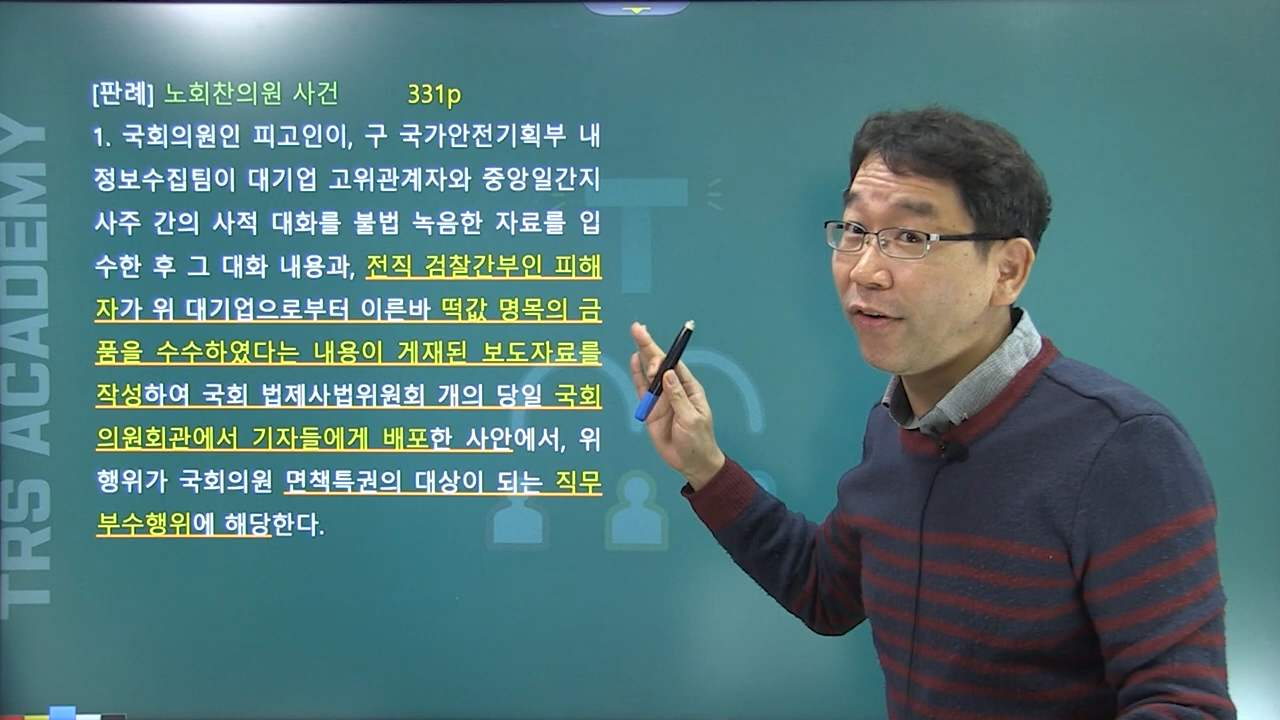 [판례] 노회찬의원 사건 331p
1. 국회의원인 피고인이, 구 국가안전기획부 내
정보수집팀이 대기업 고위관계자와 중앙일간지
사주 간의 사적 대화를 불법 녹음한 자료를 입
수한 후 그 대화 내용과, 전직 검찰간부인 피해
자가 위 대기업으로부터 이른바 떡값 명목의 금
품을 수수하였다는 내용이 게재된 보도자료를
작성하여 국회 법제사법위원회 개의 당일 국회
의원회관에서 기자들에게 배포한 사안에서, 위
행위가 국회의원 면책특권의 대상이 되는 직무
부수행위에 해당한다.
TRS ACADEMY